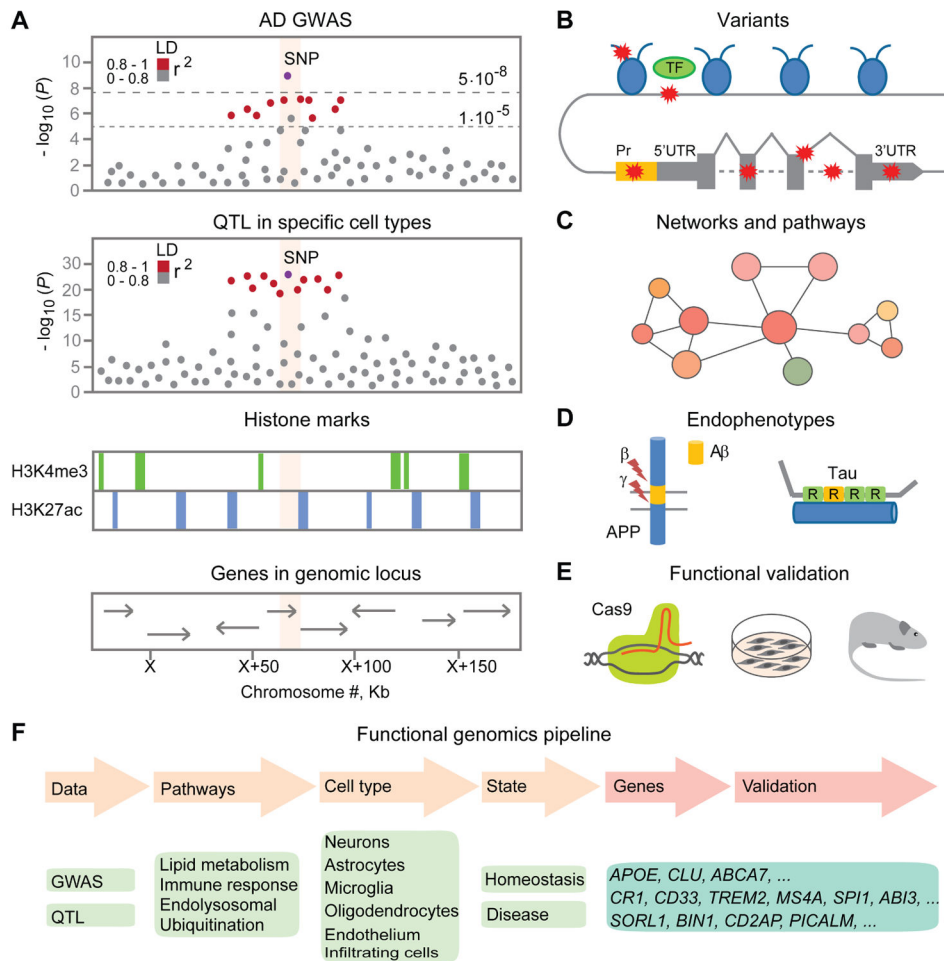 A
AD GWAS
LD
0.8 - 1
0 - 0.8
r²
SNP
5·10⁻⁸
1·10⁻⁵
- log₁₀ (P)
10
8
6
4
2
0
QTL in specific cell types
LD
0.8 - 1
0 - 0.8
r²
SNP
- log₁₀ (P)
30
25
20
15
10
5
0
Histone marks
H3K4me3
H3K27ac
Genes in genomic locus
X X+50 X+100 X+150
Chromosome #, Kb
B
Variants
TF
Pr 5'UTR 3'UTR
C
Networks and pathways
D
Endophenotypes
β
γ
Aβ
APP
Tau
R R R R
E
Functional validation
Cas9
F
Functional genomics pipeline
Data
Pathways
Cell type
State
Genes
Validation
GWAS
QTL
Lipid metabolism
Immune response
Endolysosomal
Ubiquitination
Neurons
Astrocytes
Microglia
Oligodendrocytes
Endothelium
Infiltrating cells
Homeostasis
Disease
APOE, CLU, ABCA7, ...
CR1, CD33, TREM2, MS4A, SPI1, ABI3, ...
SORL1, BIN1, CD2AP, PICALM, ...